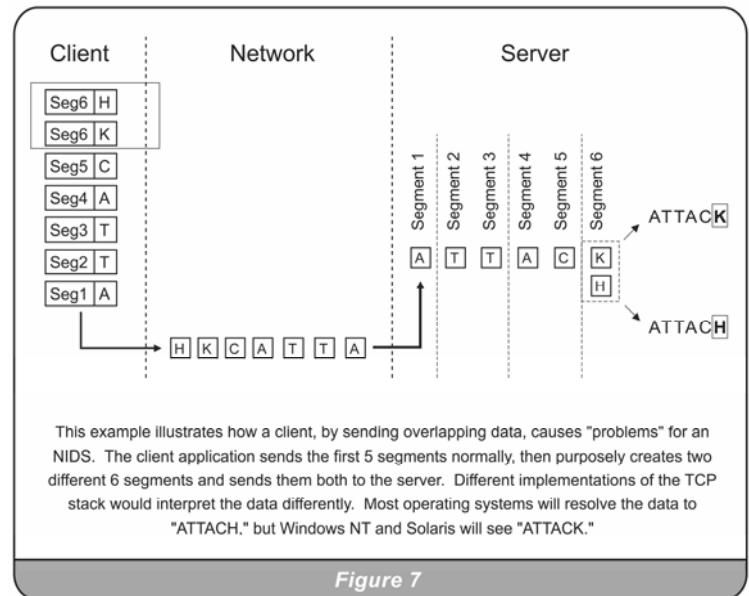 Client
Network
Server
Seg6 H
Seg6 K
Seg5 C
Seg4 A
Seg3 T
Seg2 T
Seg1 A
H K C A T T A
Segment 1
Segment 2
Segment 3
Segment 4
Segment 5
Segment 6
A T T A C K
H
ATTACK
ATTACH
This example illustrates how a client, by sending overlapping data, causes "problems" for an
NIDS. The client application sends the first 5 segments normally, then purposely creates two
different 6 segments and sends them both to the server. Different implementations of the TCP
stack would interpret the data differently. Most operating systems will resolve the data to
"ATTACH," but Windows NT and Solaris will see "ATTACK."
Figure 7